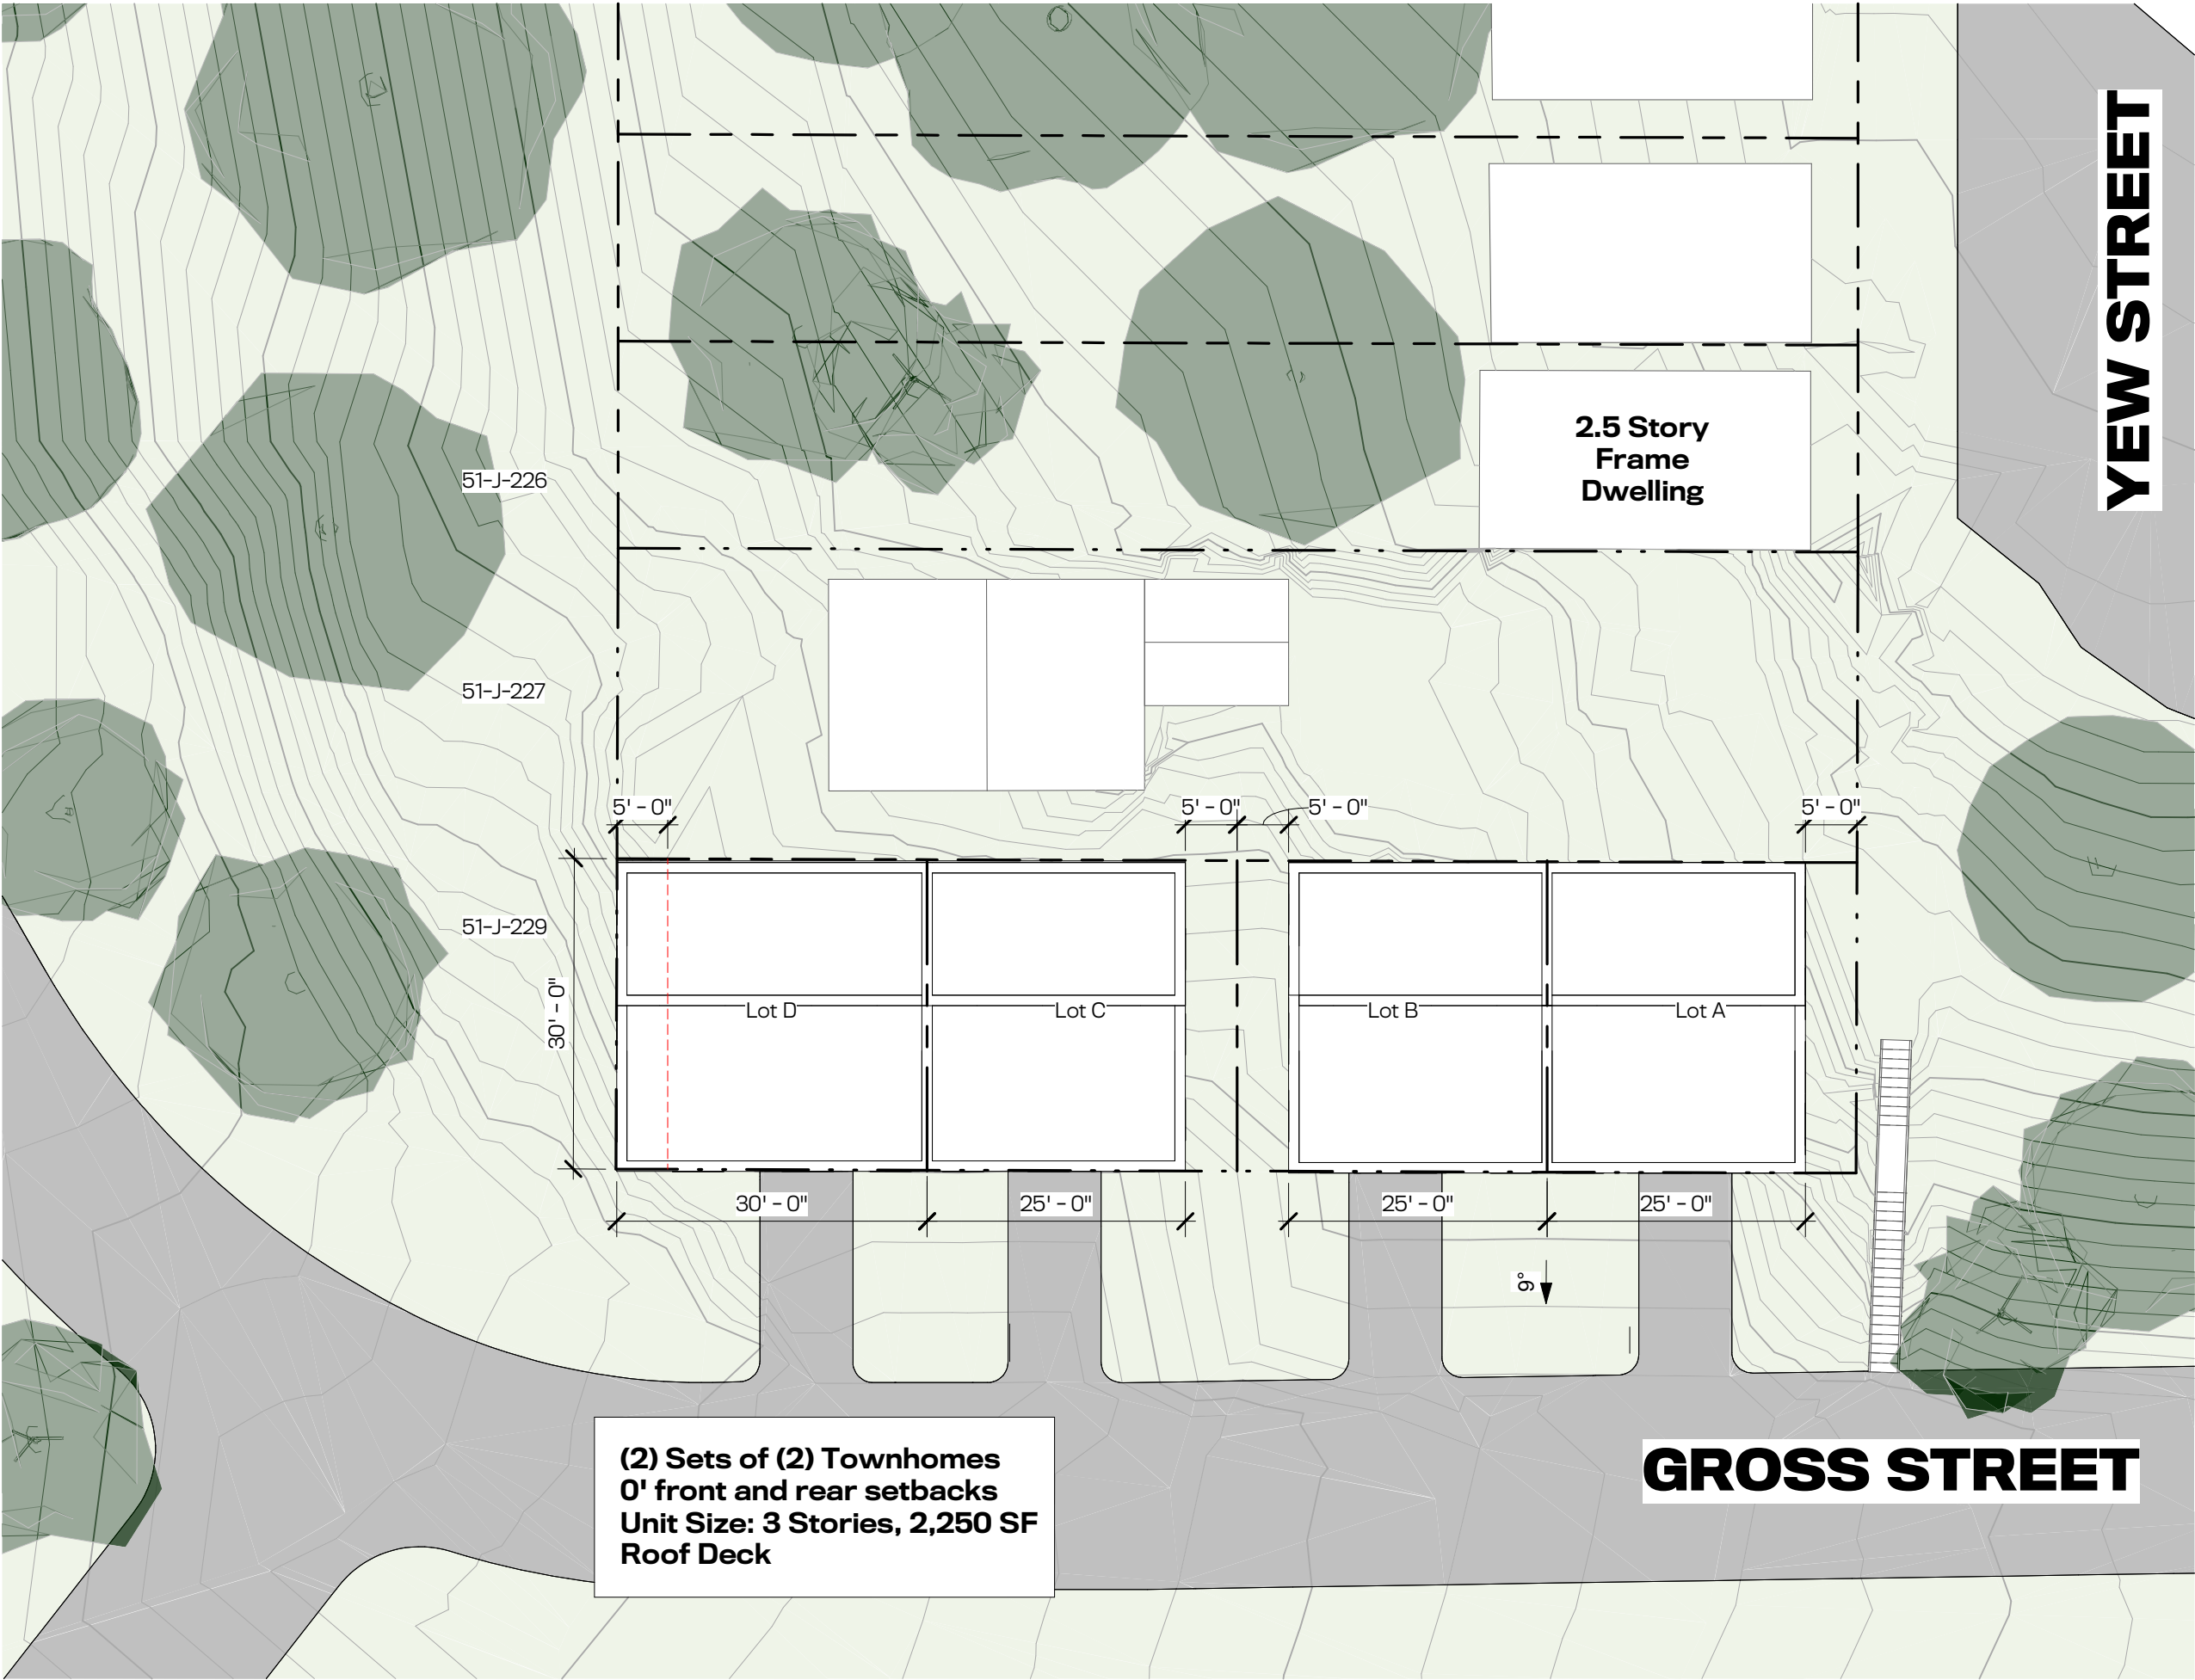 YEW STREET
2.5 Story
Frame
Dwelling
51-J-226
51-J-227
5' - 0"
5' - 0"
5' - 0"
5' - 0"
51-J-229
30' - 0"
Lot D
Lot C
Lot B
Lot A
30' - 0"
25' - 0"
25' - 0"
25' - 0"
9°
GROSS STREET
(2) Sets of (2) Townhomes
0' front and rear setbacks
Unit Size: 3 Stories, 2,250 SF
Roof Deck